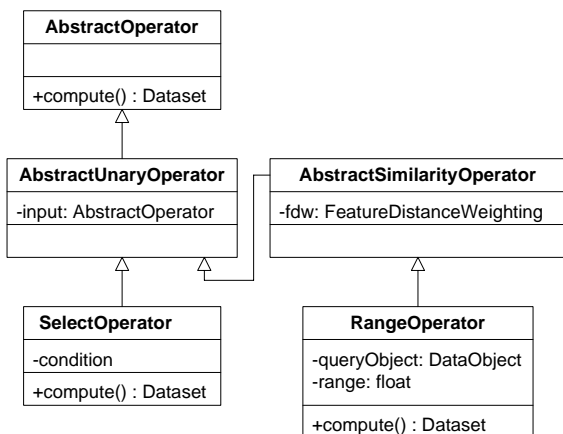 AbstractOperator
+compute() : Dataset
AbstractUnaryOperator
-input: AbstractOperator
AbstractSimilarityOperator
-fdw: FeatureDistanceWeighting
SelectOperator
-condition
+compute() : Dataset
RangeOperator
-queryObject: DataObject
-range: float
+compute() : Dataset